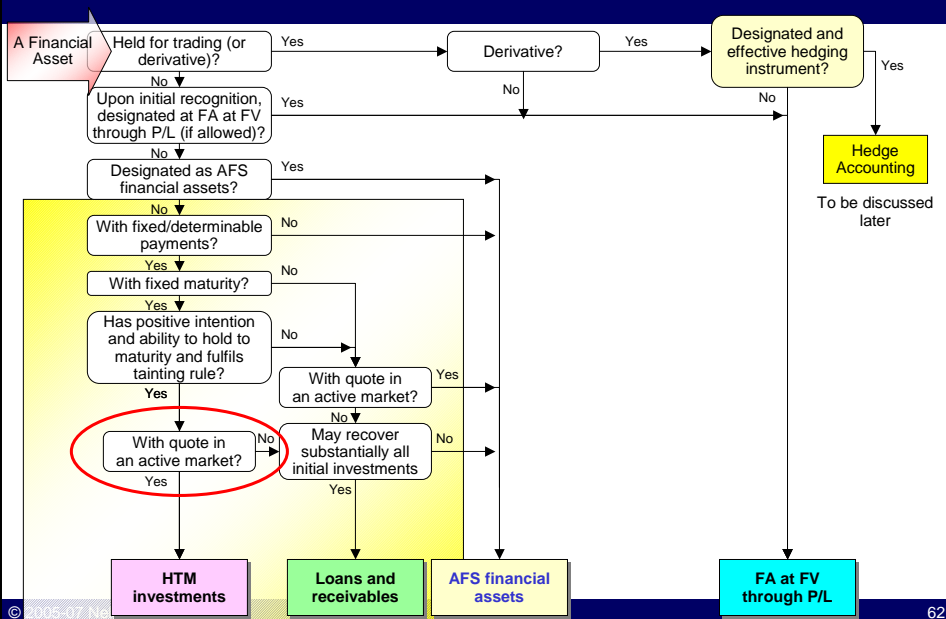 A Financial
Asset
Held for trading (or
derivative)?
Yes
Derivative?
Yes
Designated and
effective hedging
instrument?
Yes
No
No
No
Upon initial recognition,
designated at FA at FV
through P/L (if allowed)?
Yes
Hedge
Accounting
To be discussed
later
No
Designated as AFS
financial assets?
Yes
No
With fixed/determinable
payments?
No
Yes
With fixed maturity?
No
Yes
Has positive intention
and ability to hold to
maturity and fulfils
tainting rule?
No
Yes
With quote in
an active market?
Yes
No
With quote in
an active market?
No
May recover
substantially all
initial investments
No
Yes
Yes
HTM
investments
Loans and
receivables
AFS financial
assets
FA at FV
through P/L
© 2005-07
62